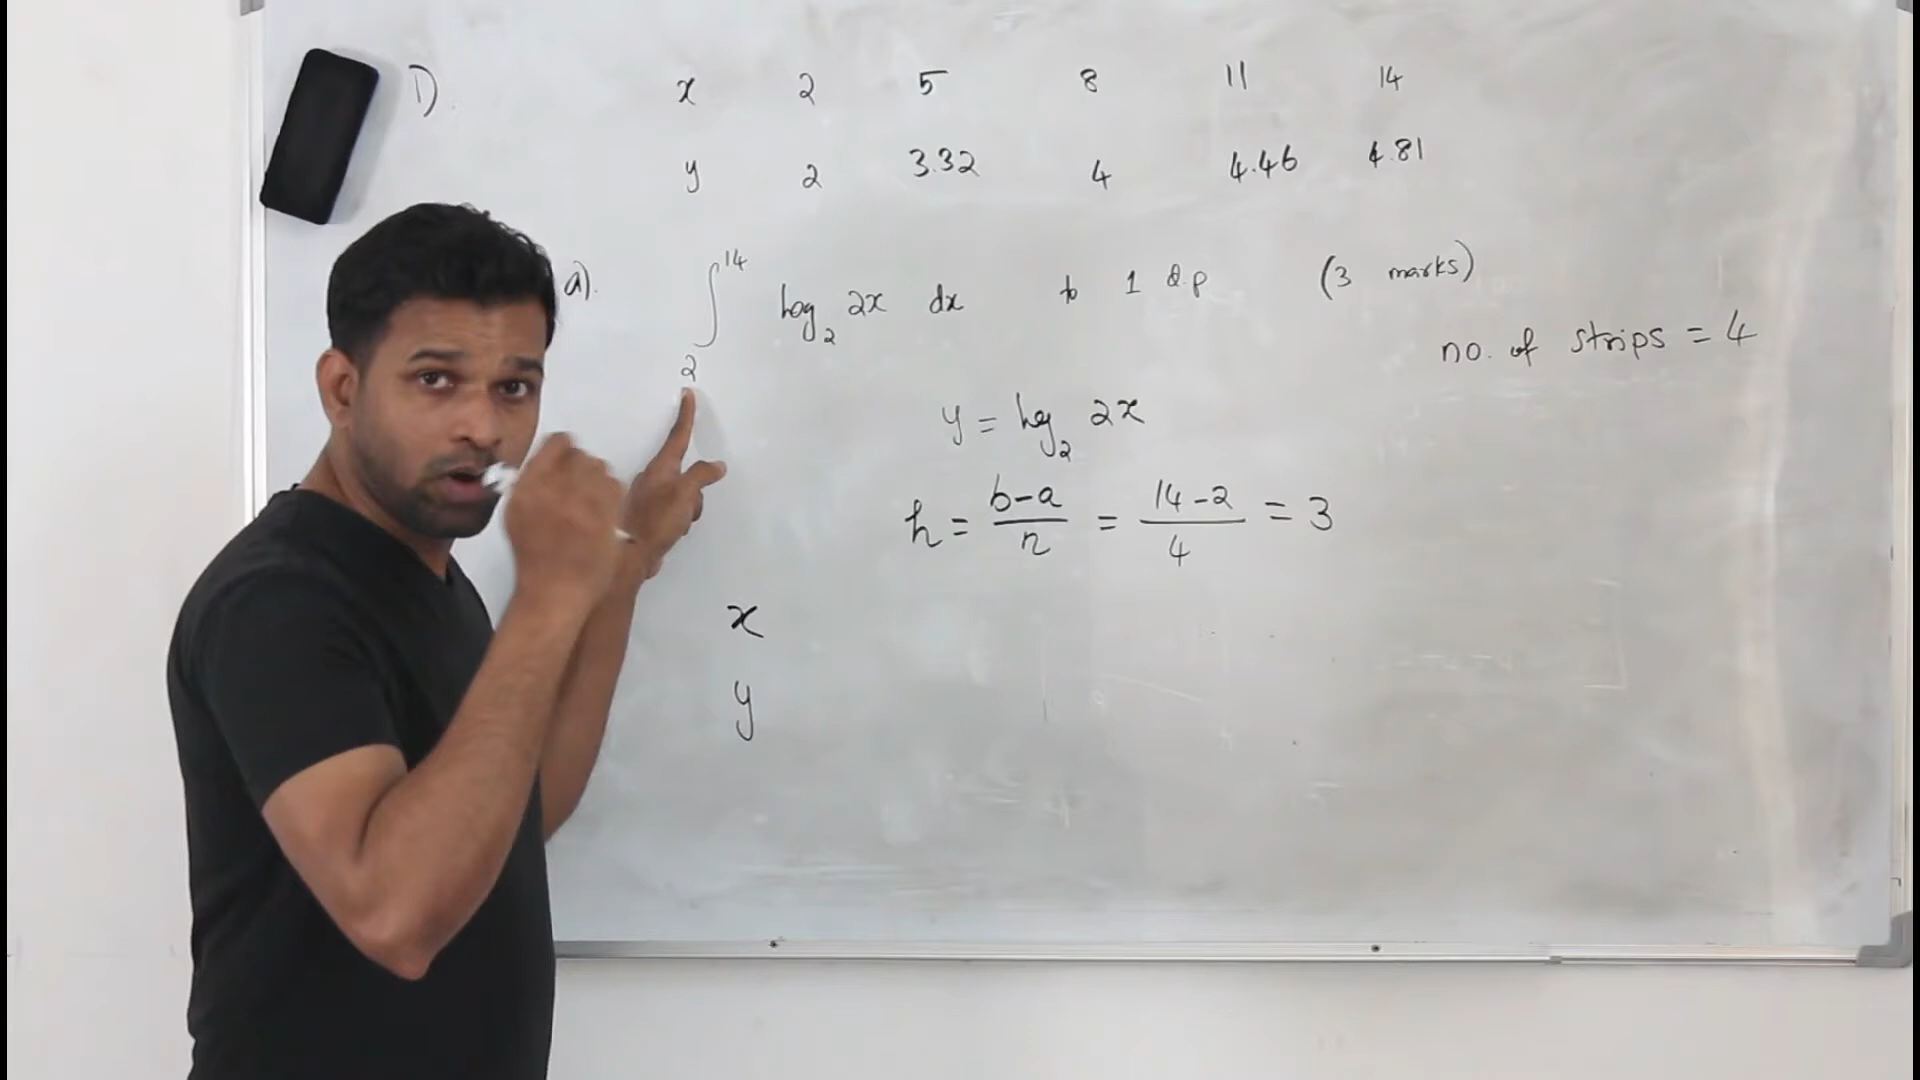 1). x 2 5 8 11 14
y 2 3.32 4 4.46 4.81
a). ∫₂¹⁴ log₂ 2x dx to 1 d.p (3 marks)
no. of strips = 4
y = log₂ 2x
h = b-a/n = 14-2/4 = 3
x
y